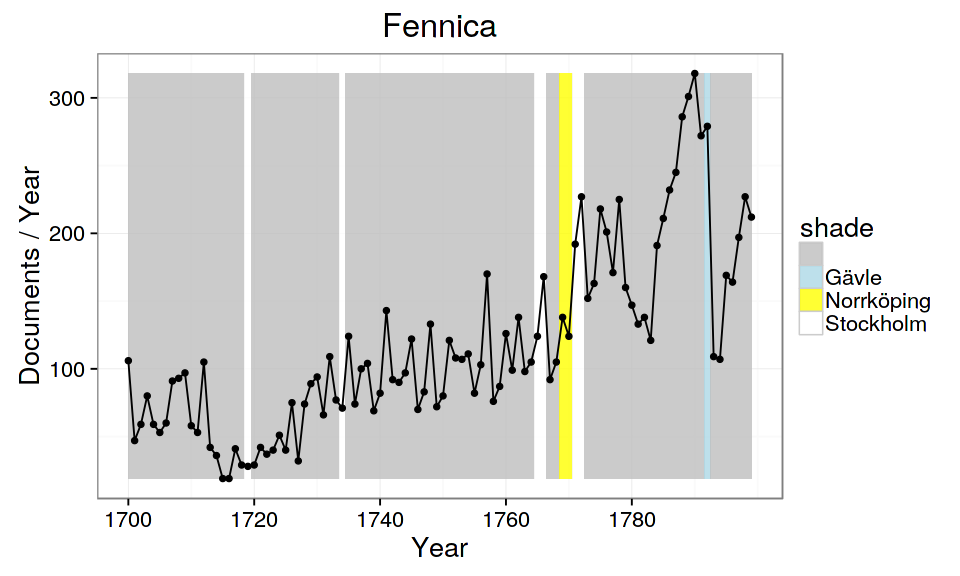 Fennica
300
200
100
Documents / Year
1700 1720 1740 1760 1780
Year
shade
Gävle
Norrköping
Stockholm